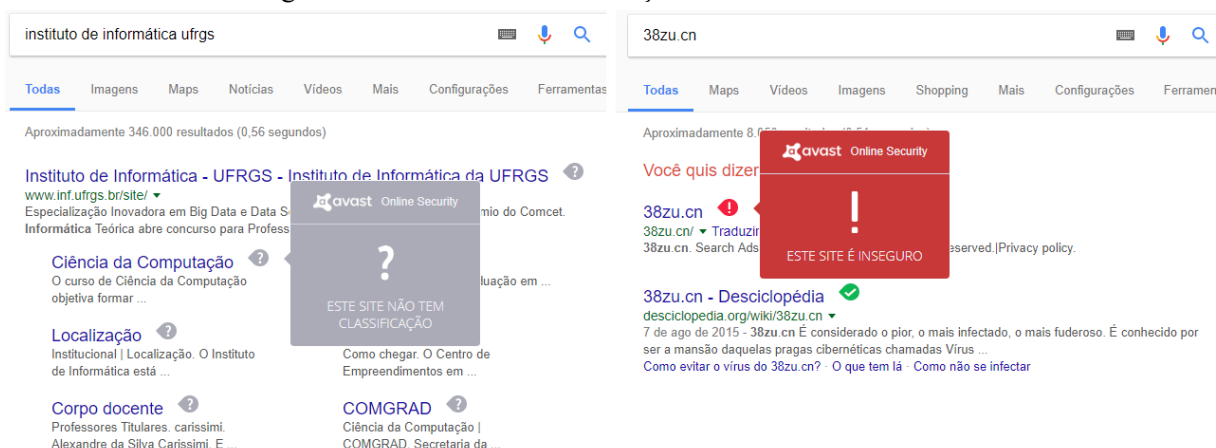 instituto de informática ufrgs
Todas Imagens Maps Notícias Vídeos Mais Configurações Ferramentas
Aproximadamente 346.000 resultados (0,56 segundos)
Instituto de Informática - UFRGS - Instituto de Informática da UFRGS
www.inf.ufrgs.br/site/
Especialização Inovadora em Big Data e Data mio do Comcet.
Informática Teórica abre concurso para
avast Online Security
?
ESTE SITE NÃO TEM
CLASSIFICAÇÃO
Ciência da Computação
O curso de Ciência da Computação em ...
objetiva formar ...
Localização
Institucional | Localização. O Instituto
de Informática está ...
Como chegar. O Centro de
Empreendimentos em ...
Corpo docente
Professores Titulares. carissimi.
Alexandre da Silva Carissimi. E ...
COMGRAD
Ciência da Computação |
COMGRAD. Secretaria da ...
38zu.cn
Todas Maps Vídeos Imagens Shopping Mais Configurações
Aproximadamente
Você quis dizer
avast Online Security
!
ESTE SITE É INSEGURO
38zu.cn
38zu.cn/ Traduzir
38zu.cn. Search Ads eserved.|Privacy policy.
38zu.cn - Desciclopédia
desciclopedia.org/wiki/38zu.cn
7 de ago de 2015 - 38zu.cn É considerado o pior, o mais infectado, o mais fuderoso. É conhecido por
ser a mansão daquelas pragas cibernéticas chamadas Vírus ...
Como evitar o vírus do 38zu.cn? · O que tem lá · Como não se infectar